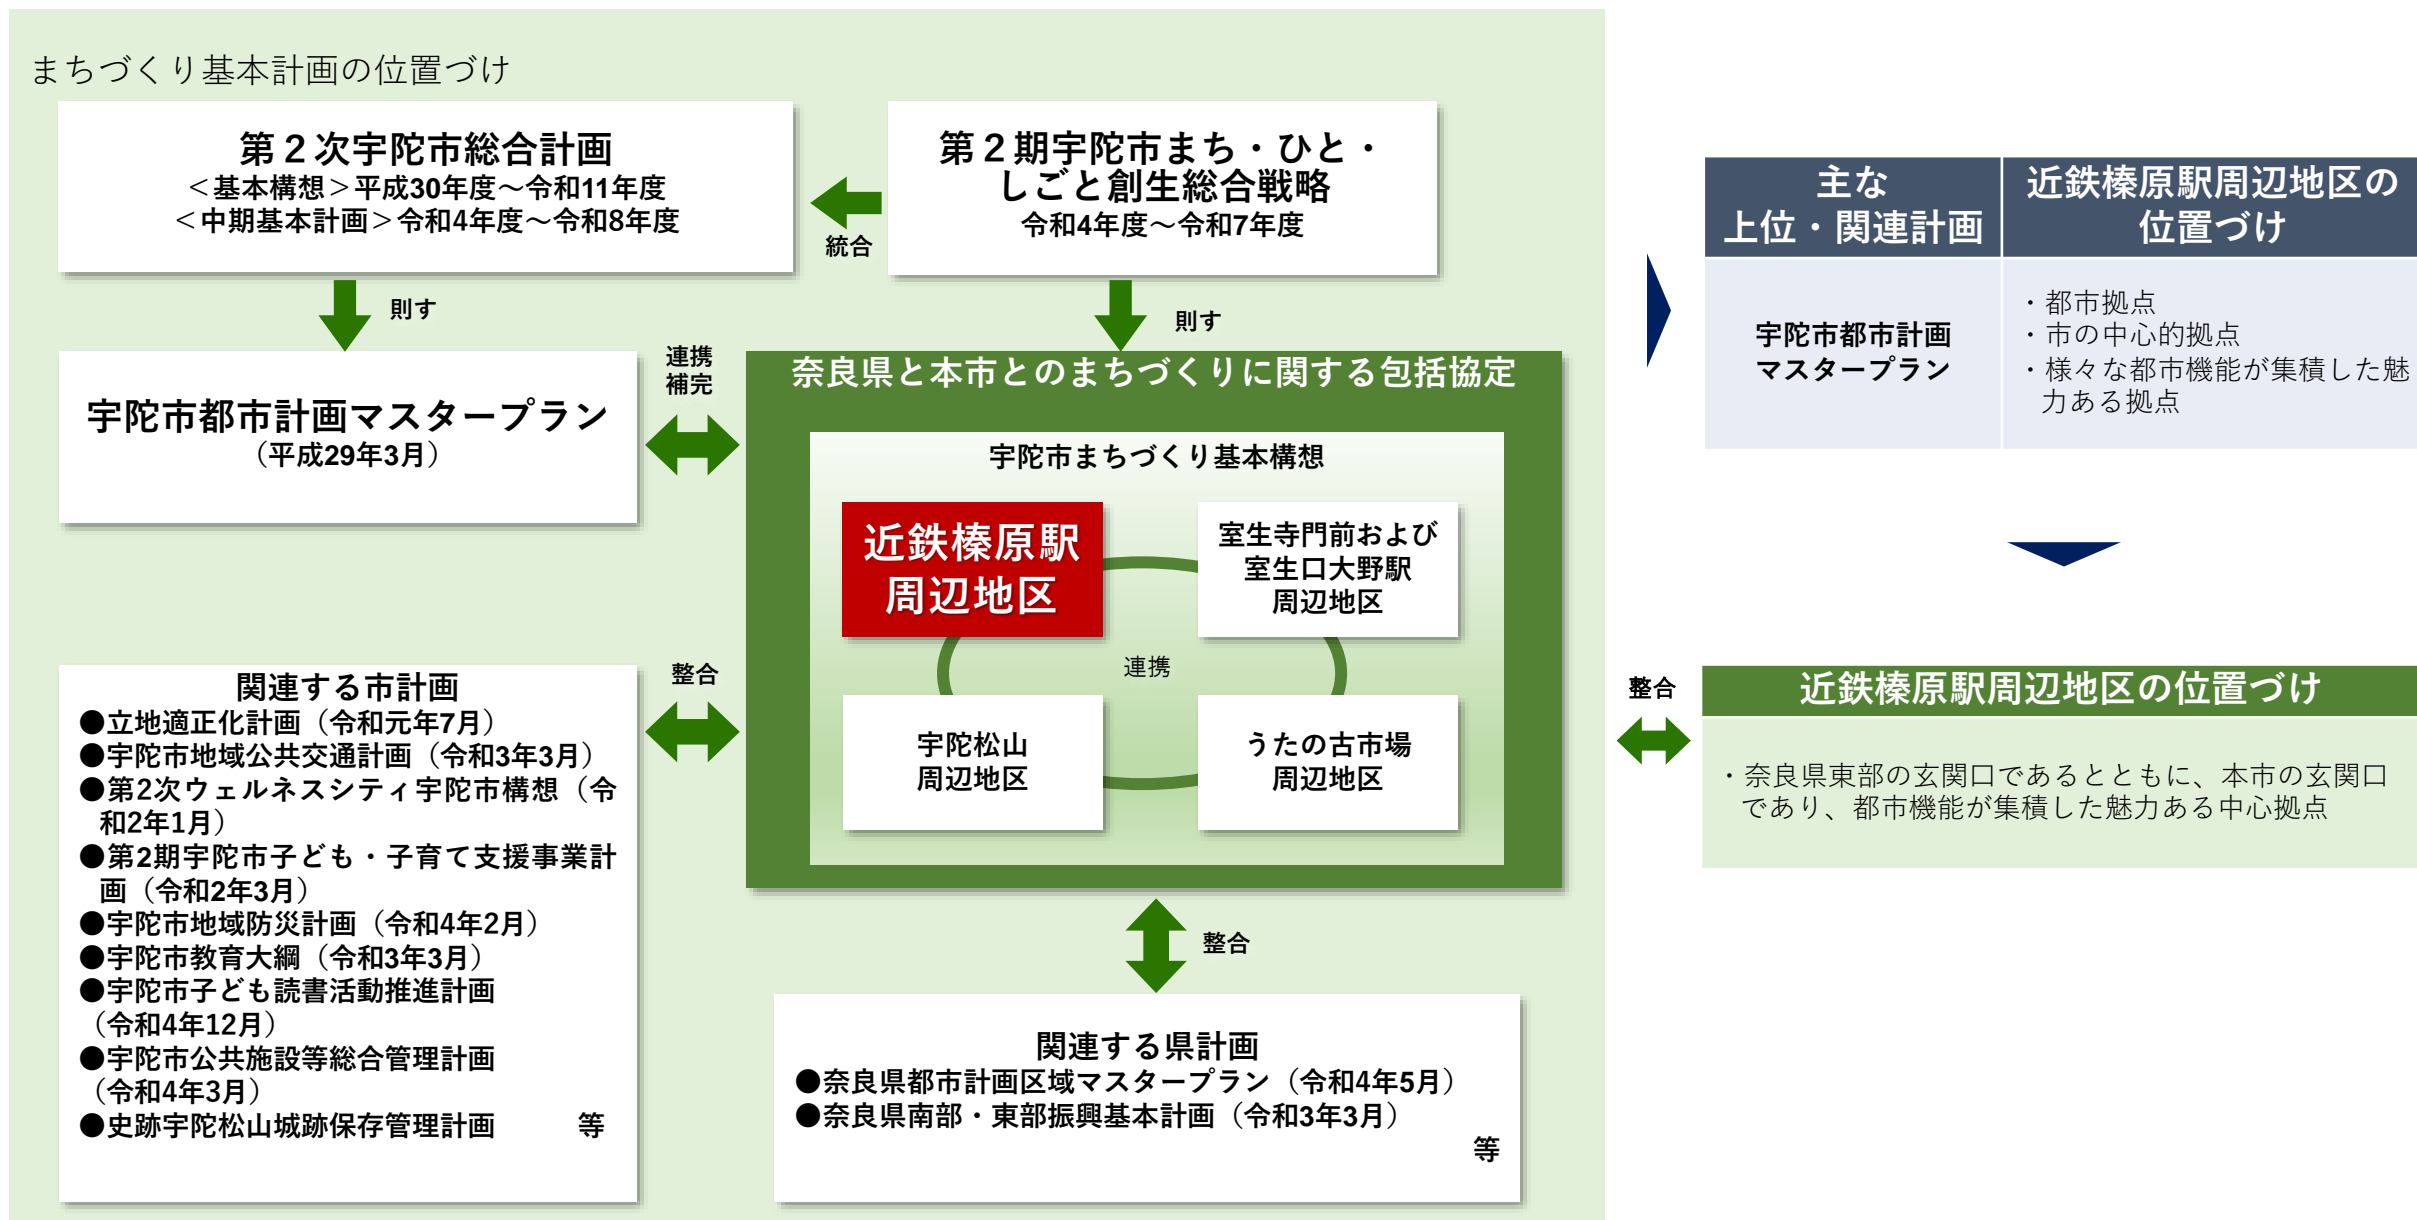 まちづくり基本計画の位置づけ
第２次宇陀市総合計画
＜基本構想＞平成30年度～令和11年度
＜中期基本計画＞令和4年度～令和8年度
統合
第２期宇陀市まち・ひと・
しごと創生総合戦略
令和4年度～令和7年度
則す
則す
宇陀市都市計画マスタープラン
（平成29年3月）
連携
補完
奈良県と本市とのまちづくりに関する包括協定
宇陀市まちづくり基本構想
近鉄榛原駅
周辺地区
室生寺門前および
室生口大野駅
周辺地区
連携
宇陀松山
周辺地区
うたの古市場
周辺地区
整合
関連する市計画
●立地適正化計画（令和元年7月）
●宇陀市地域公共交通計画（令和3年3月）
●第2次ウェルネスシティ宇陀市構想（令
和2年1月）
●第2期宇陀市子ども・子育て支援事業計
画（令和2年3月）
●宇陀市地域防災計画（令和4年2月）
●宇陀市教育大綱（令和3年3月）
●宇陀市子ども読書活動推進計画
（令和4年12月）
●宇陀市公共施設等総合管理計画
（令和4年3月）
●史跡宇陀松山城跡保存管理計画　　　等
整合
関連する県計画
●奈良県都市計画区域マスタープラン（令和4年5月）
●奈良県南部・東部振興基本計画（令和3年3月）
等
主な
上位・関連計画
近鉄榛原駅周辺地区の
位置づけ
宇陀市都市計画
マスタープラン
・都市拠点
・市の中心的拠点
・様々な都市機能が集積した魅
力ある拠点
整合
近鉄榛原駅周辺地区の位置づけ
・奈良県東部の玄関口であるとともに、本市の玄関口
であり、都市機能が集積した魅力ある中心拠点